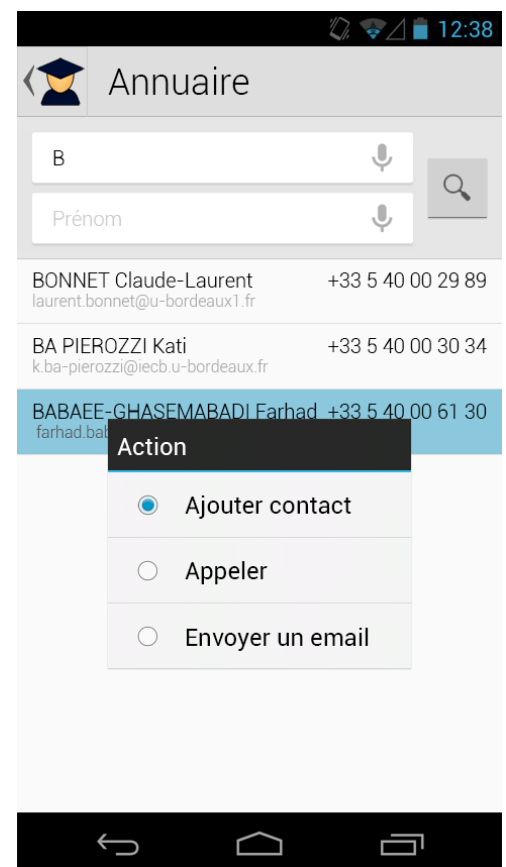 12:38
Annuaire
B
Prénom
BONNET Claude-Laurent +33 5 40 00 29 89
laurent.bonnet@u-bordeaux1.fr
BA PIEROZZI Kati +33 5 40 00 30 34
k.ba-pierozzi@iecb.u-bordeaux.fr
BABAEE-GHASEMABADI Farhad +33 5 40 00 61 30
Action
Ajouter contact
Appeler
Envoyer un email